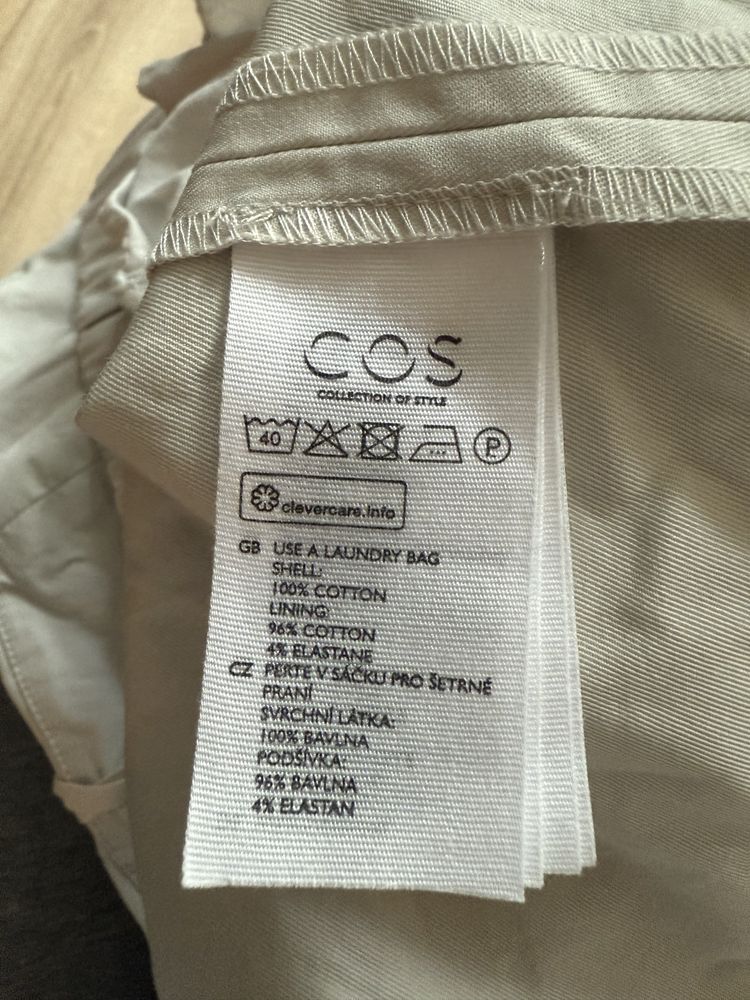 COS
COLLECTION OF STYLE
40 P
clevercare.info
GB USE A LAUNDRY BAG
SHELL:
100% COTTON
LINING:
96% COTTON
4% ELASTANE
CZ PERTE V SÁČKU PRO ŠETRNÉ
PRANÍ
SVRCHNÍ LÁTKA:
100% BAVLNA
PODŠÍVKA:
96% BAVLNA
4% ELASTAN